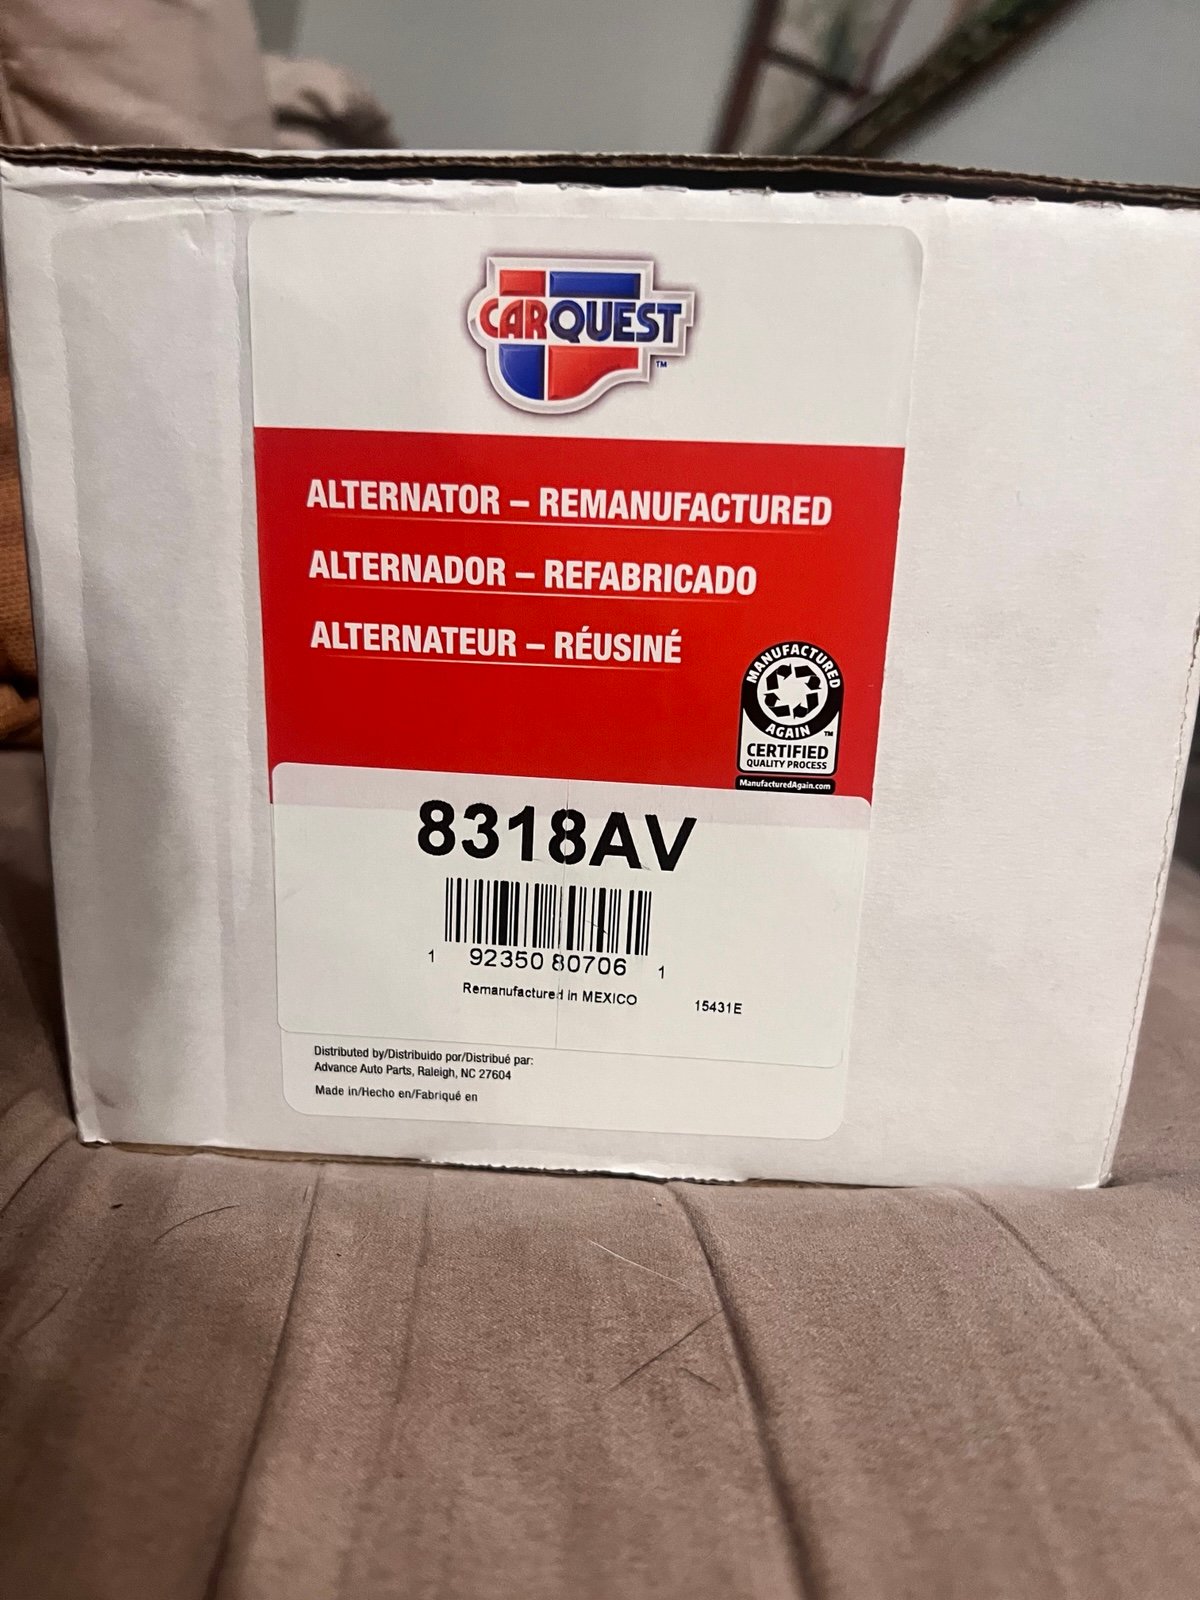 CARQUEST
™
ALTERNATOR – REMANUFACTURED
ALTERNADOR – REFABRICADO
ALTERNATEUR – RÉUSINÉ
MANUFACTURED
AGAIN ™
CERTIFIED
QUALITY PROCESS
ManufacturedAgain.com
8318AV
1 92350 80706 1
Remanufactured in MEXICO
15431E
Distributed by/Distribuido por/Distribué par:
Advance Auto Parts, Raleigh, NC 27604
Made in/Hecho en/Fabriqué en